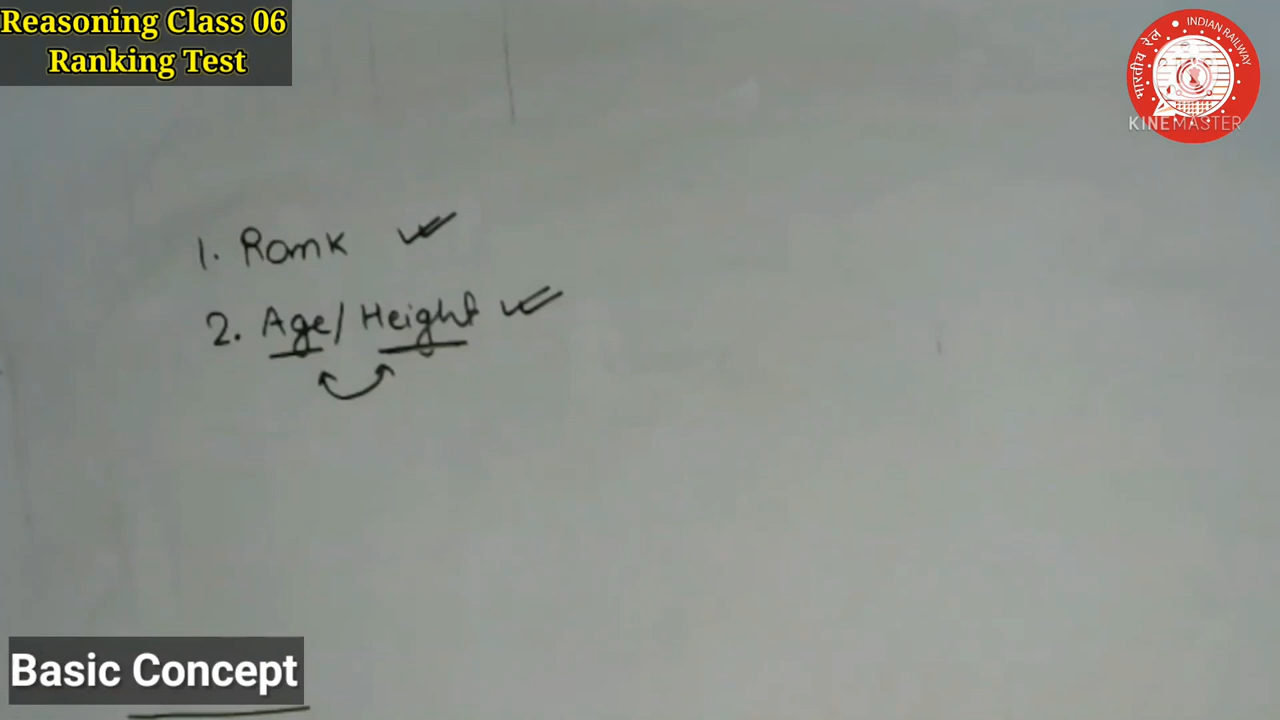 Reasoning Class 06
Ranking Test
भारतीय रेल
INDIAN RAILWAY
KINEMASTER
1. Rank
2. Age/Height
Basic Concept